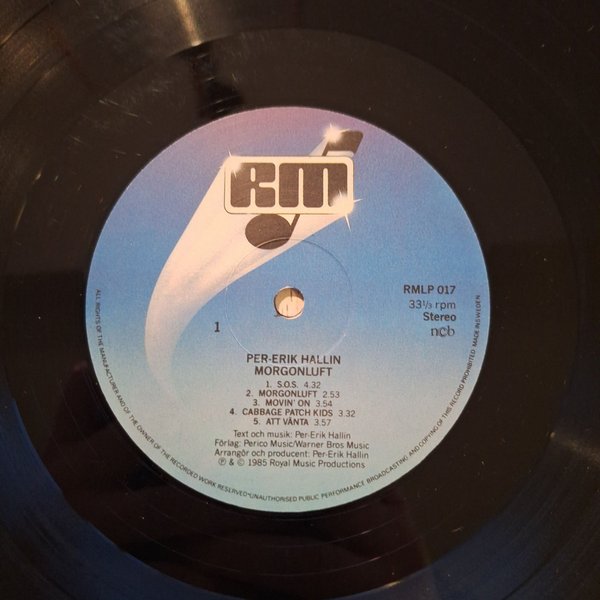 RM
RMLP 017
33⅓ rpm
Stereo
ncb
1
PER-ERIK HALLIN
MORGONLUFT
1. S.O.S. 4.32
2. MORGONLUFT 2.53
3. MOVIN' ON 3.54
4. CABBAGE PATCH KIDS 3.32
5. ATT VÄNTA 3.57
Text och musik: Per-Erik Hallin
Förlag: Perico Music/Warner Bros Music
Arrangör och producent: Per-Erik Hallin
℗ & © 1985 Royal Music Productions
ALL RIGHTS OF THE MANUFACTURER AND OF THE OWNER OF THE RECORDED WORK RESERVED•UNAUTHORISED PUBLIC PERFORMANCE, BROADCASTING AND COPYING OF THIS RECORD PROHIBITED. MADE IN SWEDEN.